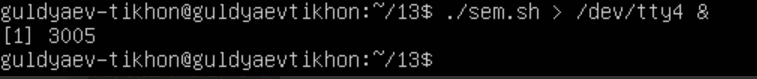 guldyaev-tikhon@guldyaevtikhon:~/13$ ./sem.sh > /dev/tty4 &
[1] 3005
guldyaev-tikhon@guldyaevtikhon:~/13$